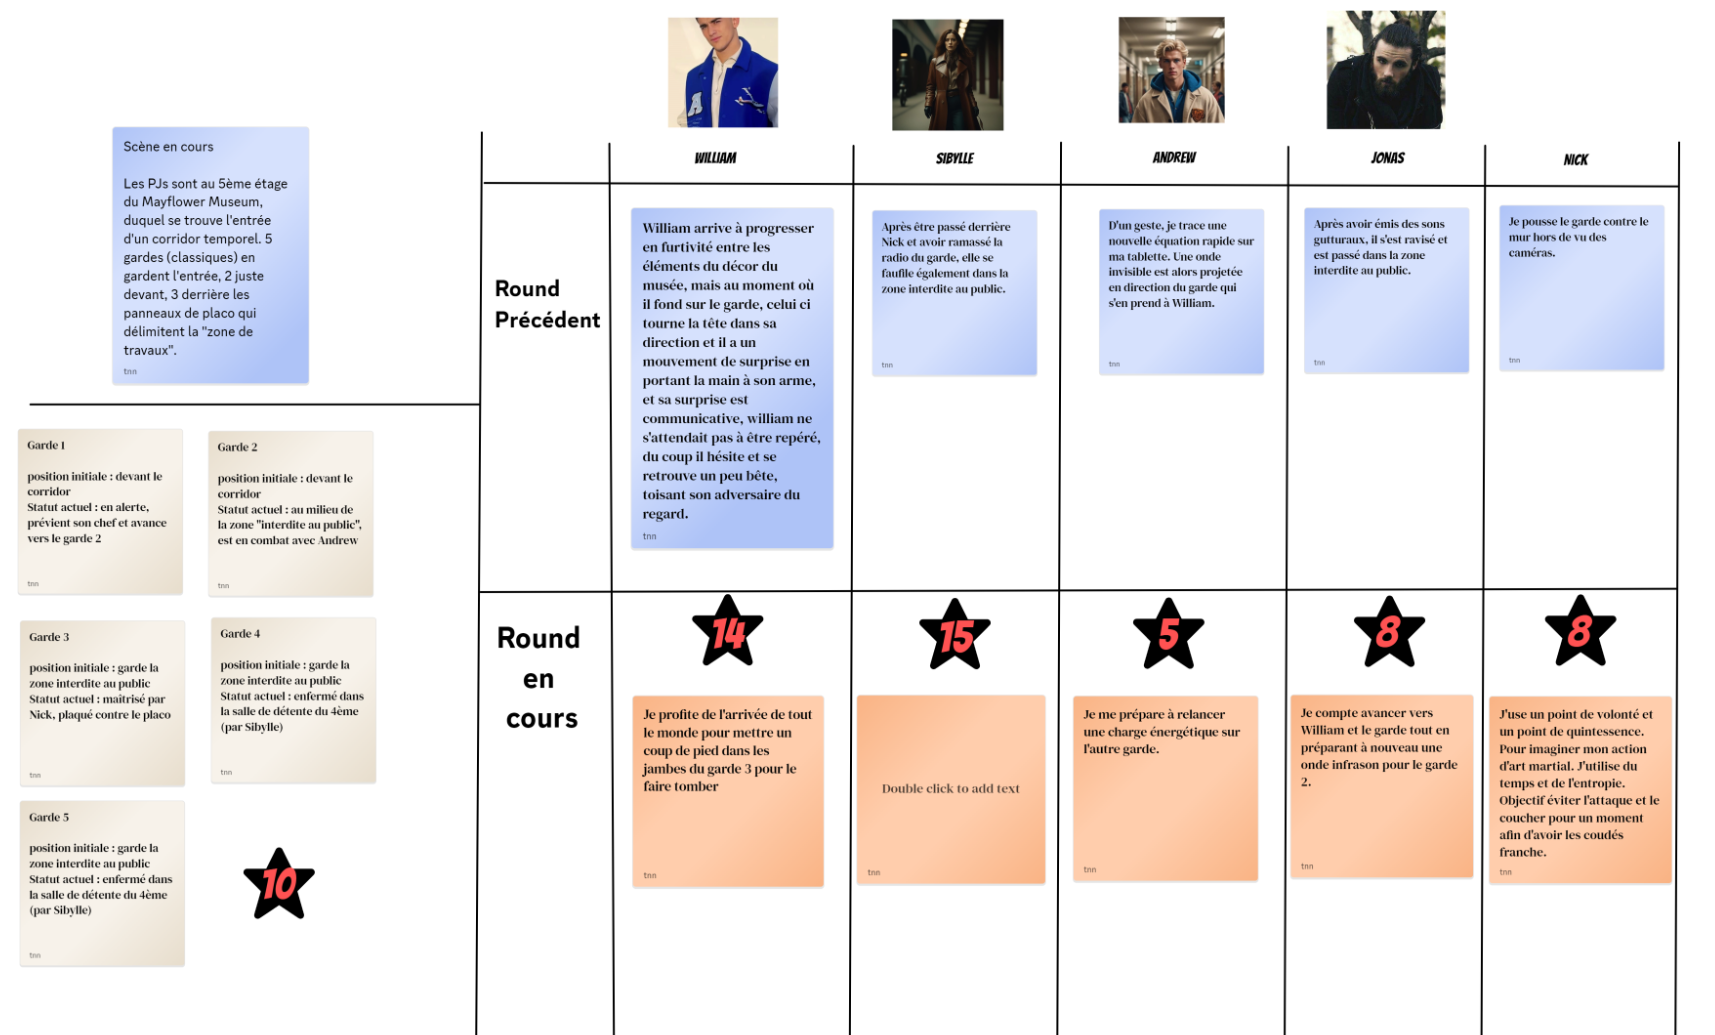 Scène en cours
Les PJs sont au 5ème étage
du Mayflower Museum,
duquel se trouve l'entrée
d'un corridor temporel. 5
gardes (classiques) en
gardent l'entrée, 2 juste
devant, 3 derrière les
panneaux de placo qui
délimitent la "zone de
travaux".
tnn
Garde 1
position initiale : devant le
corridor
Statut actuel : en alerte,
prévient son chef et avance
vers le garde 2
tnn
Garde 2
position initiale : devant le
corridor
Statut actuel : au milieu de
la zone "interdite au public",
est en combat avec Andrew
tnn
Garde 3
position initiale : garde la
zone interdite au public
Statut actuel : maîtrisé par
Nick, plaqué contre le placo
tnn
Garde 4
position initiale : garde la
zone interdite au public
Statut actuel : enfermé dans
la salle de détente du 4ème
(par Sibylle)
tnn
Garde 5
position initiale : garde la
zone interdite au public
Statut actuel : enfermé dans
la salle de détente du 4ème
(par Sibylle)
tnn
10
WILLIAM
SIBYLLE
ANDREW
JONAS
NICK
Round
Précédent
William arrive à progresser
en furtivité entre les
éléments du décor du
musée, mais au moment où
il fond sur le garde, celui ci
tourne la tête dans sa
direction et il a un
mouvement de surprise en
portant la main à son arme,
et sa surprise est
communicative, william ne
s'attendait pas à être repéré,
du coup il hésite et se
retrouve un peu bête,
toisant son adversaire du
regard.
tnn
Après être passé derrière
Nick et avoir ramassé la
radio du garde, elle se
faufile également dans la
zone interdite au public.
tnn
D'un geste, je trace une
nouvelle équation rapide sur
ma tablette. Une onde
invisible est alors projetée
en direction du garde qui
s'en prend à William.
tnn
Après avoir émis des sons
gutturaux, il s'est ravisé et
est passé dans la zone
interdite au public.
tnn
Je pousse le garde contre le
mur hors de vu des
caméras.
tnn
Round
en
cours
14
15
5
8
8
Je profite de l'arrivée de tout
le monde pour mettre un
coup de pied dans les
jambes du garde 3 pour le
faire tomber
tnn
Double click to add text
tnn
Je me prépare à relancer
une charge énergétique sur
l'autre garde.
tnn
Je compte avancer vers
William et le garde tout en
préparant à nouveau une
onde infrason pour le garde
2.
tnn
J'use un point de volonté et
un point de quintessence.
Pour imaginer mon action
d'art martial. J'utilise du
temps et de l'entropie.
Objectif éviter l'attaque et le
coucher pour un moment
afin d'avoir les coudés
franche.
tnn